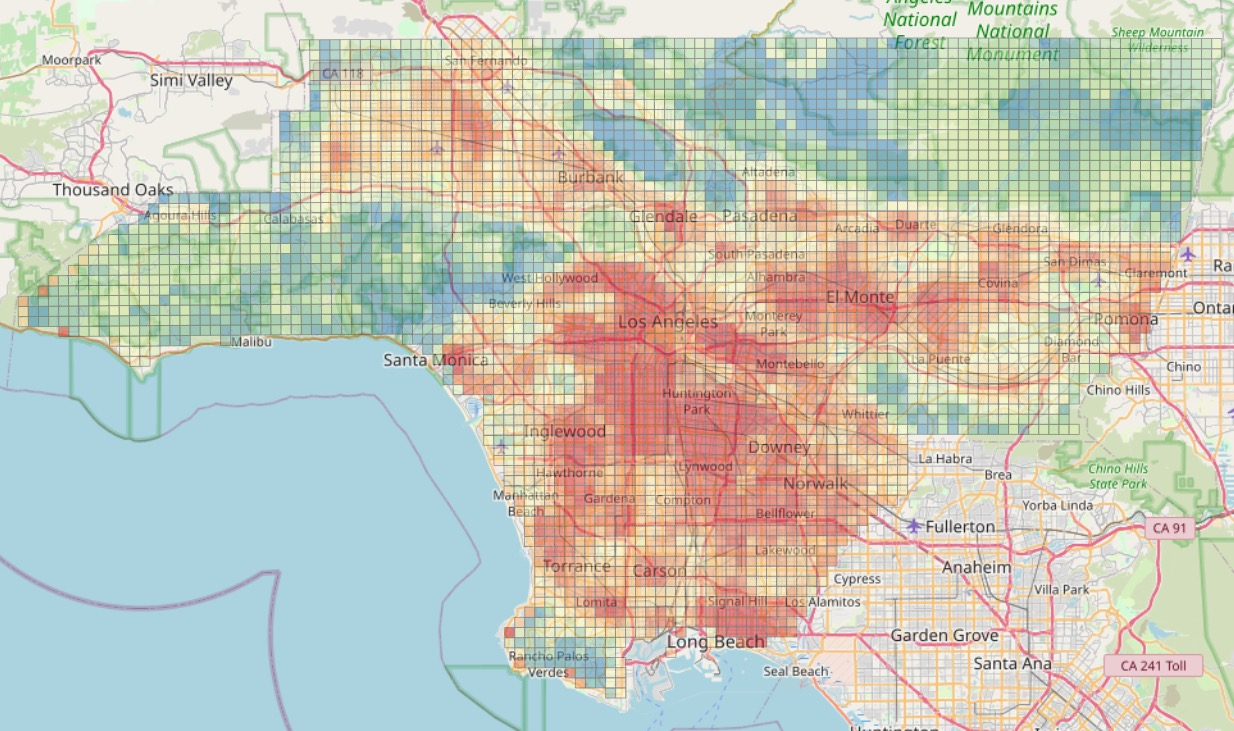 Angeles
National
Forest
Mountains
National
Monument
Sheep Mountain
Wilderness
Moorpark
Simi Valley
CA 118
San Fernando
Thousand Oaks
Agoura Hills
Calabasas
Burbank
Altadena
Glendale
Pasadena
Arcadia
Duarte
Glendora
South Pasadena
San Dimas
Claremont
Ra
West Hollywood
Alhambra
Covina
El Monte
Beverly Hills
Los Angeles
Monterey
Park
Pomona
Ontar
Malibu
Santa Monica
Montebello
La Puente
Diamond
Bar
Chino
Chino Hills
Huntington
Park
Whittier
Inglewood
Downey
La Habra
Brea
Hawthorne
Lynwood
Norwalk
Chino Hills
State Park
Manhattan
Beach
Gardena
Compton
Bellflower
Yorba Linda
Fullerton
CA 91
Lakewood
Torrance
Carson
Cypress
Anaheim
Villa Park
Lomita
Signal Hill
Los Alamitos
Long Beach
Garden Grove
Rancho Palos
Verdes
Seal Beach
Santa Ana
CA 241 Toll
Huntington